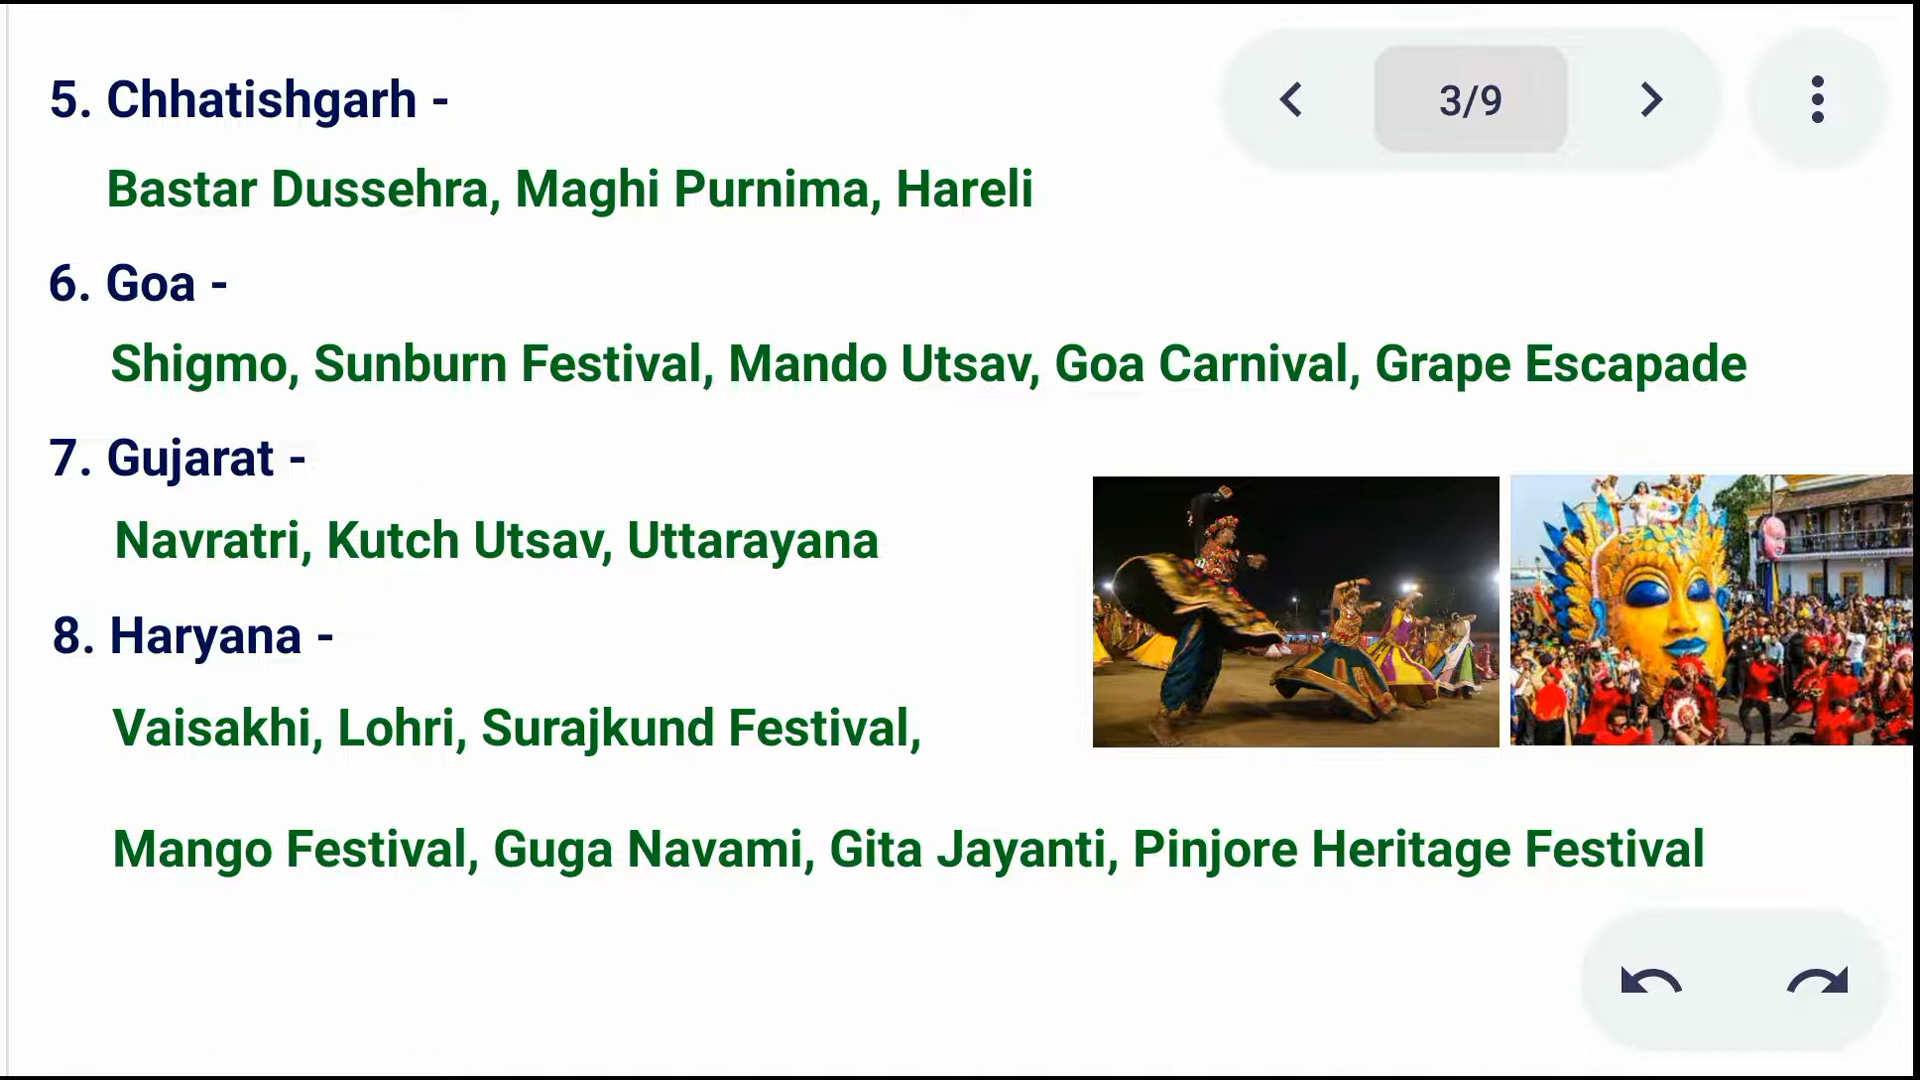 5. Chhatishgarh -
3/9
Bastar Dussehra, Maghi Purnima, Hareli
6. Goa -
Shigmo, Sunburn Festival, Mando Utsav, Goa Carnival, Grape Escapade
7. Gujarat -
Navratri, Kutch Utsav, Uttarayana
8. Haryana -
Vaisakhi, Lohri, Surajkund Festival,
Mango Festival, Guga Navami, Gita Jayanti, Pinjore Heritage Festival